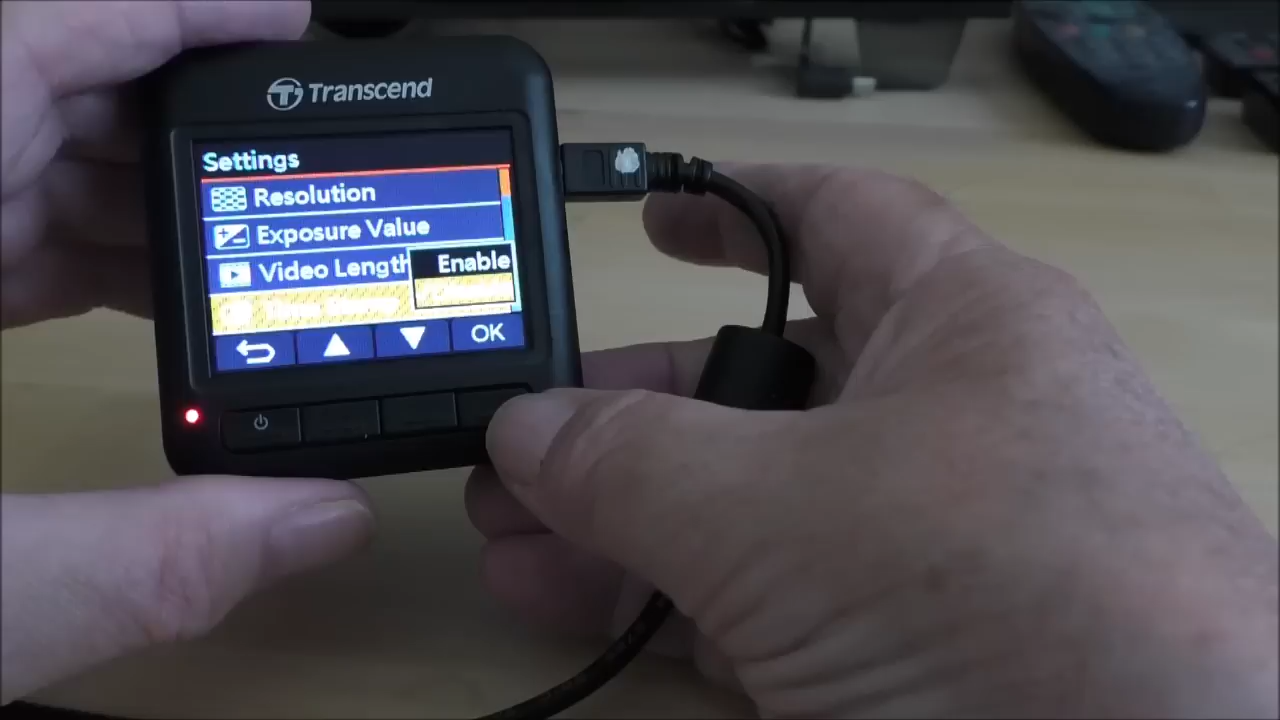 Transcend
Settings
Resolution
Exposure Value
Video Length
Enable
OK